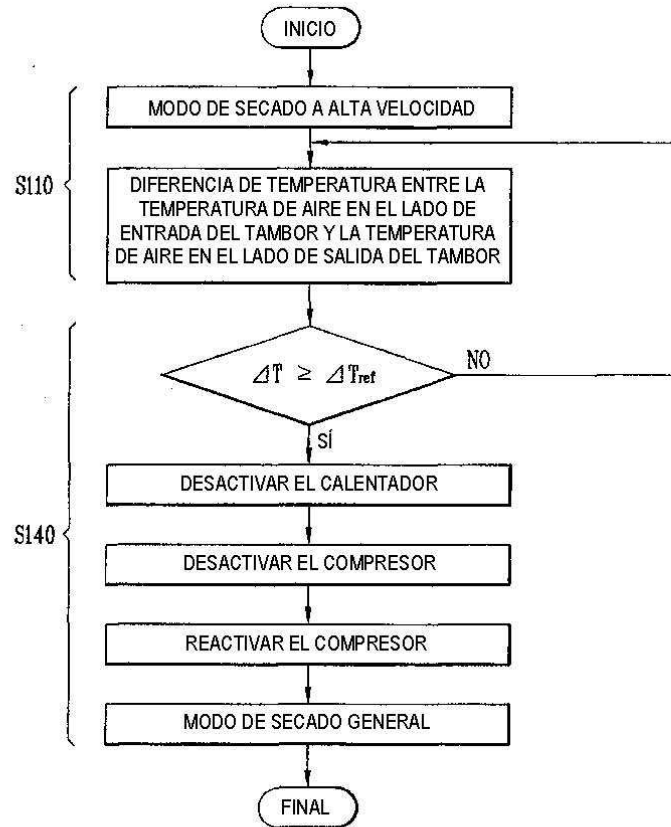 INICIO
MODO DE SECADO A ALTA VELOCIDAD
S110
DIFERENCIA DE TEMPERATURA ENTRE LA
TEMPERATURA DE AIRE EN EL LADO DE
ENTRADA DEL TAMBOR Y LA TEMPERATURA
DE AIRE EN EL LADO DE SALIDA DEL TAMBOR
ΔT ≥ ΔTref
NO
SÍ
DESACTIVAR EL CALENTADOR
S140
DESACTIVAR EL COMPRESOR
REACTIVAR EL COMPRESOR
MODO DE SECADO GENERAL
FINAL